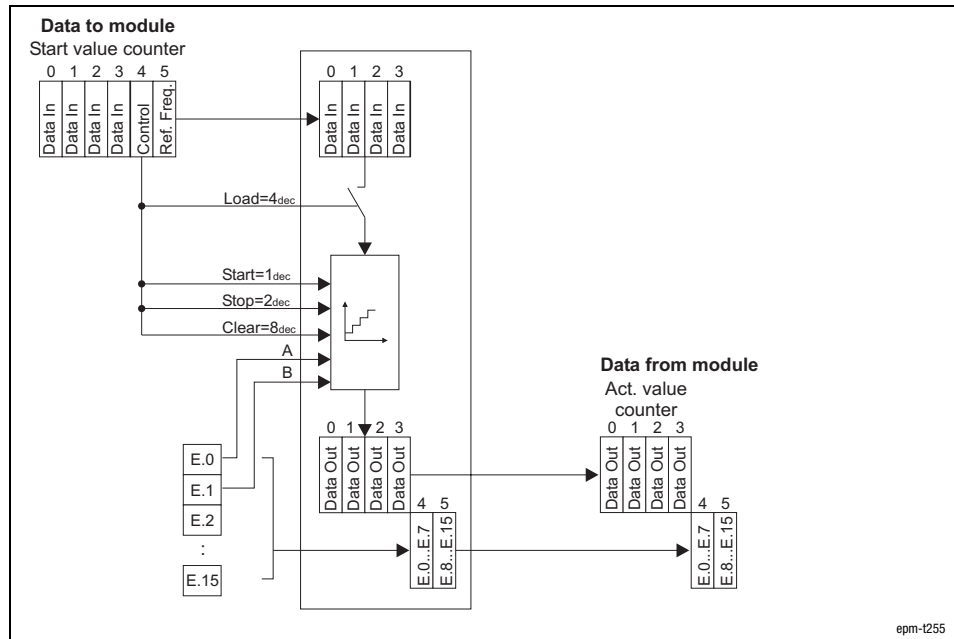 Data to module
Start value counter
0 1 2 3 4 5
Data In
Data In
Data In
Data In
Control
Ref. Freq.
0 1 2 3
Data In
Data In
Data In
Data In
Load=4dec
Start=1dec
Stop=2dec
Clear=8dec
A
B
Data from module
Act. value
counter
0 1 2 3
Data Out
Data Out
Data Out
Data Out
4 5
E.0...E.7
E.8...E.15
0 1 2 3
Data Out
Data Out
Data Out
Data Out
4 5
E.0...E.7
E.8...E.15
E.0
E.1
E.2
:
E.15
epm-t255